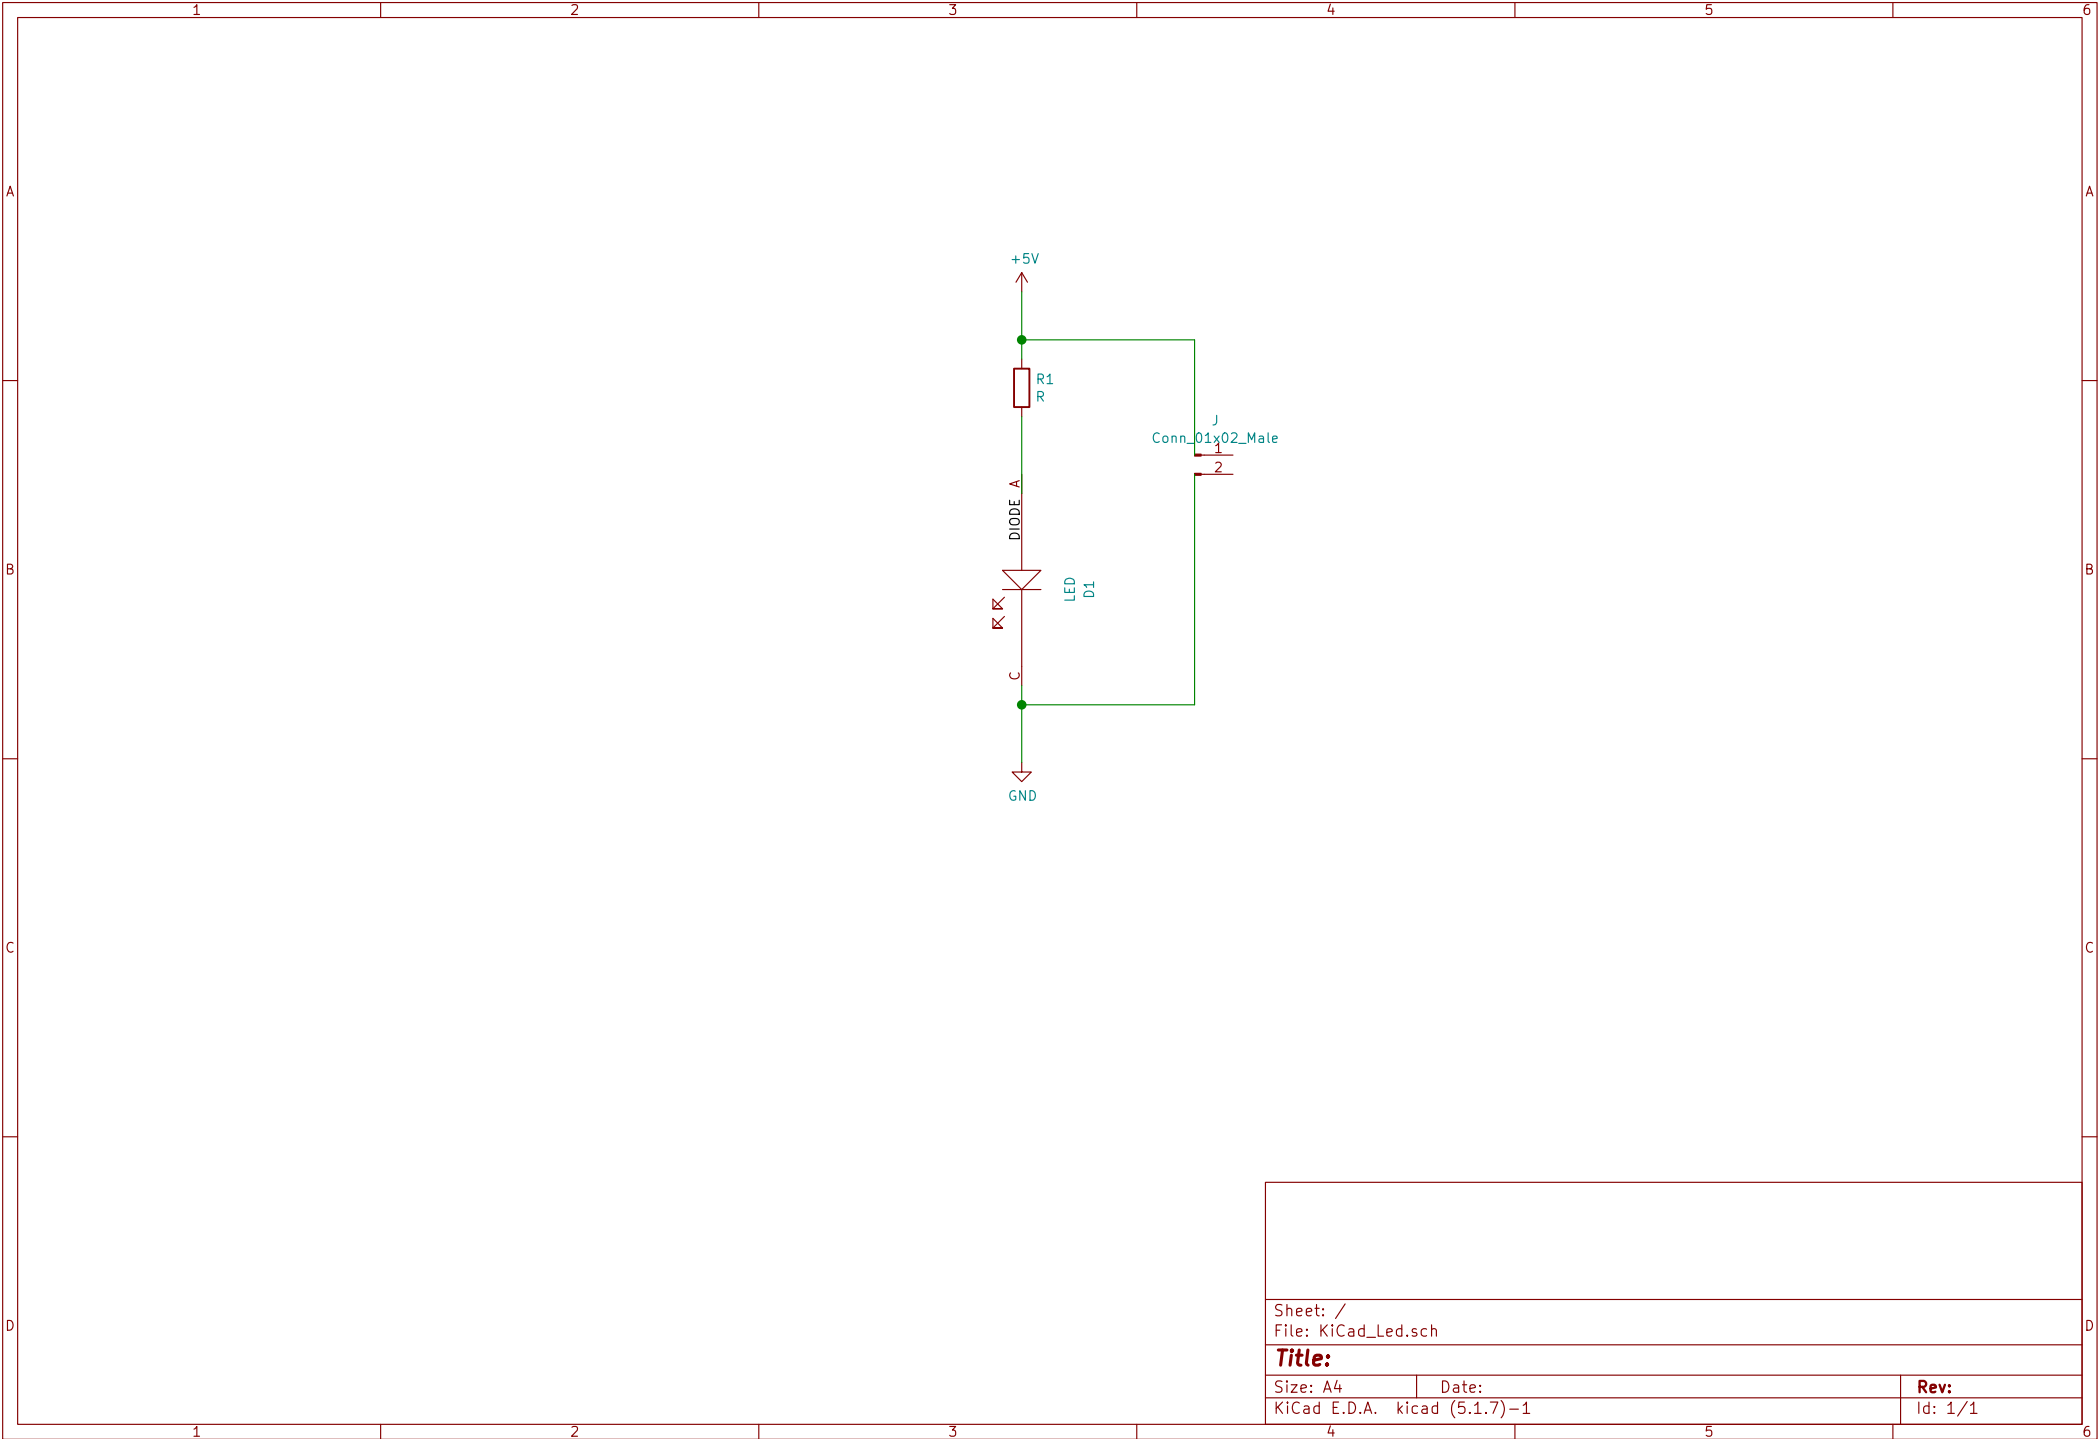 1 2 3 4 5 6
A A
+5V
R1
R
J
Conn_01x02_Male
1
2
A
DIODE
B B
LED
D1
C
GND
C C
Sheet: /
File: KiCad_Led.sch
D D
Title:
Size: A4 Date: Rev:
KiCad E.D.A. kicad (5.1.7)-1 Id: 1/1
1 2 3 4 5 6